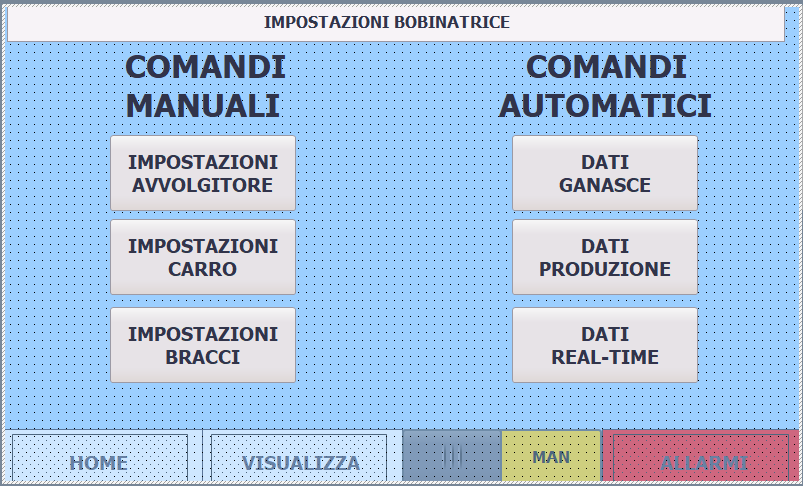 IMPOSTAZIONI BOBINATRICE
COMANDI
MANUALI
IMPOSTAZIONI
AVVOLGITORE
IMPOSTAZIONI
CARRO
IMPOSTAZIONI
BRACCI
COMANDI
AUTOMATICI
DATI
GANASCE
DATI
PRODUZIONE
DATI
REAL-TIME
HOME
VISUALIZZA
MAN
ALLARMI